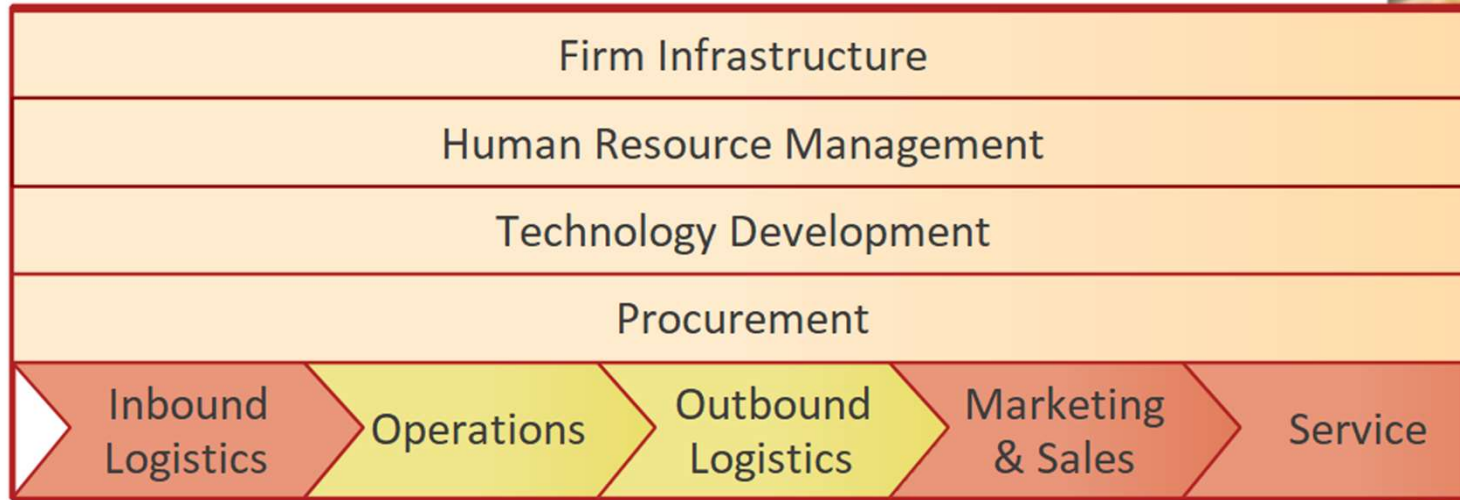 Firm Infrastructure
Human Resource Management
Technology Development
Procurement
Inbound
Logistics
Operations
Outbound
Logistics
Marketing
& Sales
Service